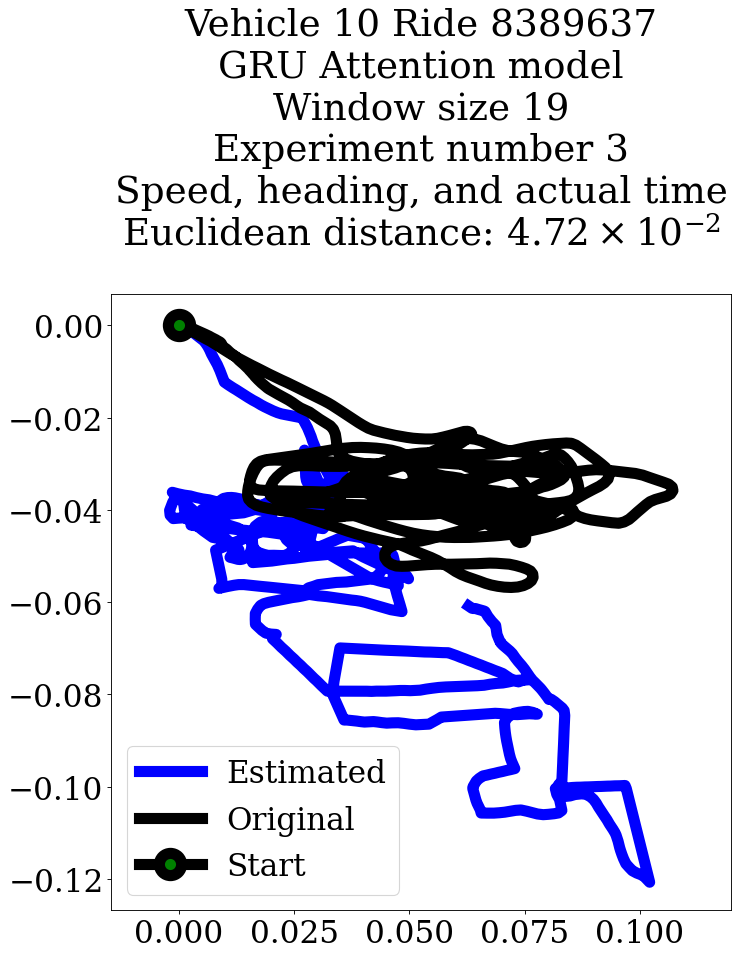 Vehicle 10 Ride 8389637
GRU Attention model
Window size 19
Experiment number 3
Speed, heading, and actual time
Euclidean distance: 4.72 × 10⁻²
0.00
−0.02
−0.04
−0.06
−0.08
−0.10
−0.12
Estimated
Original
Start
0.000 0.025 0.050 0.075 0.100